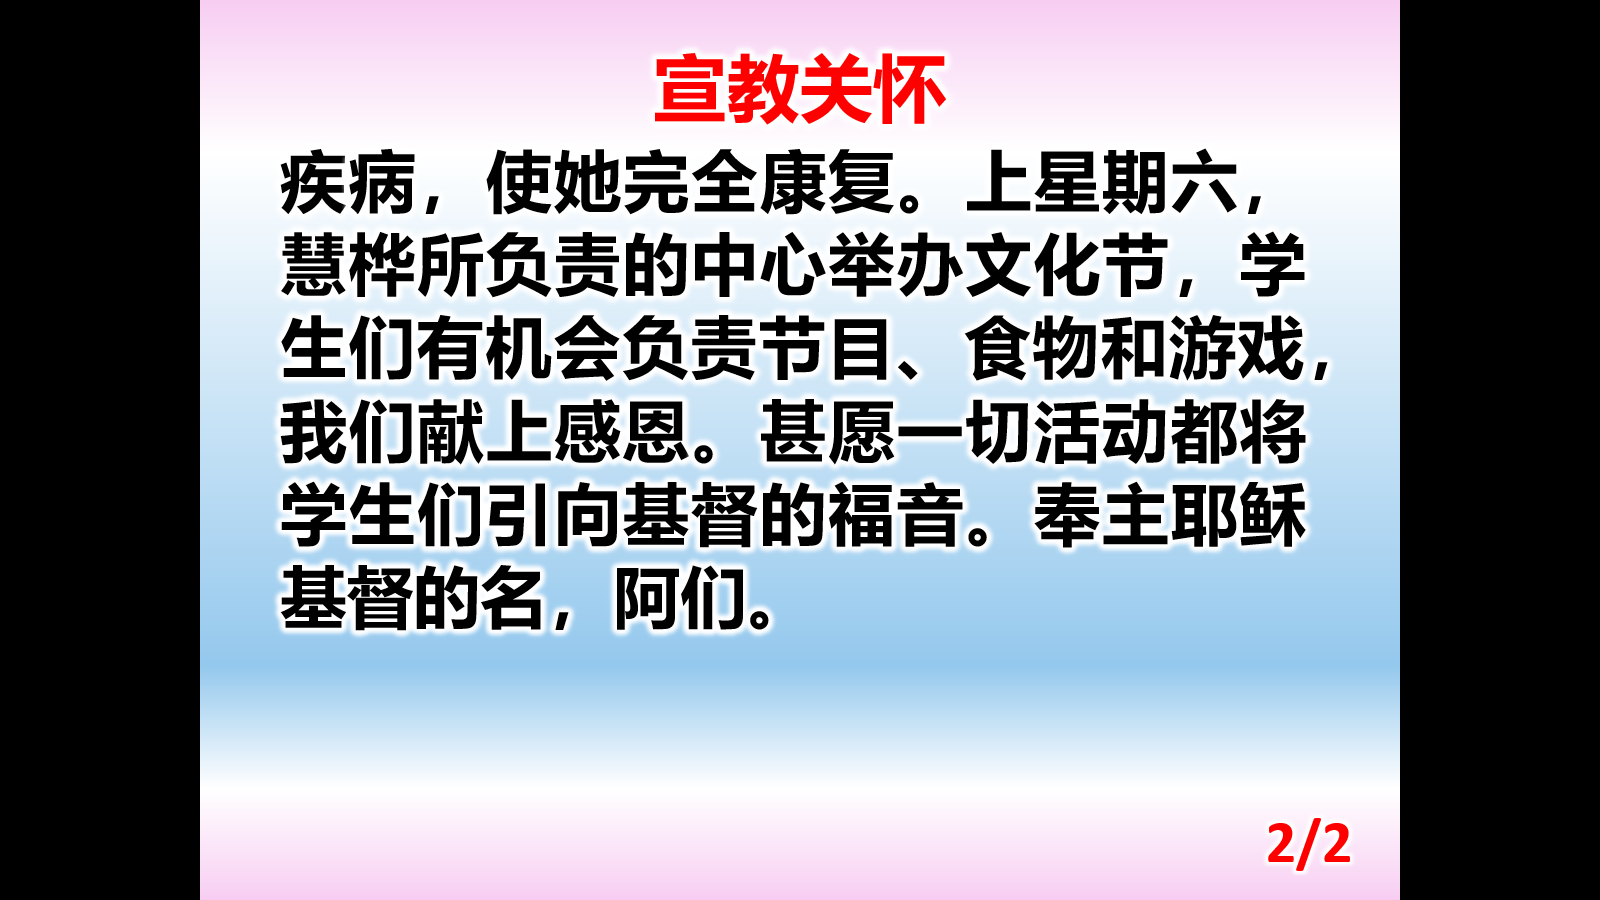 宣教关怀
疾病，使她完全康复。上星期六，
慧桦所负责的中心举办文化节，学
生们有机会负责节目、食物和游戏，
我们献上感恩。甚愿一切活动都将
学生们引向基督的福音。奉主耶稣
基督的名，阿们。
2/2